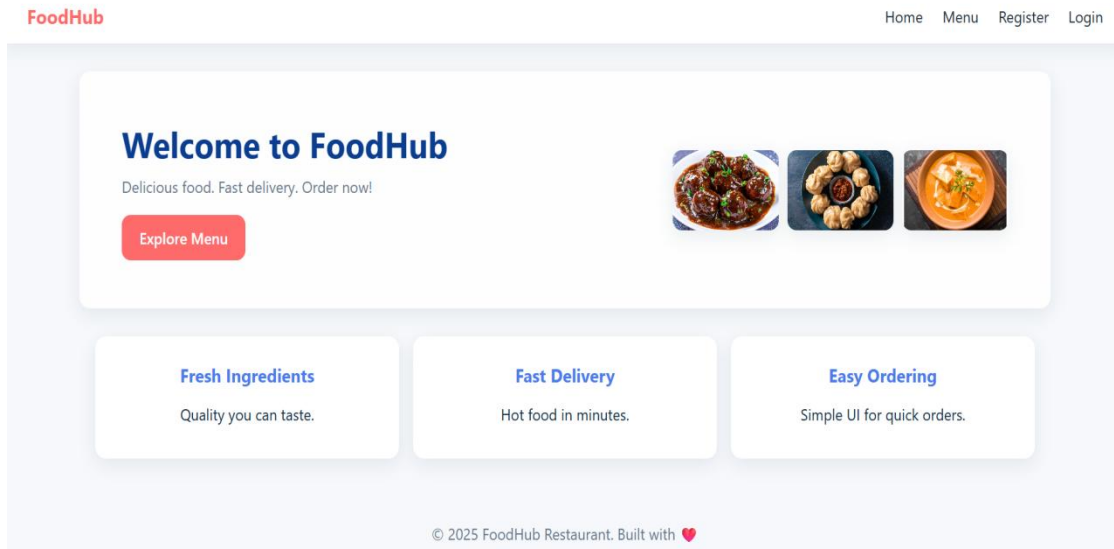 FoodHub
Home Menu Register Login
Welcome to FoodHub
Delicious food. Fast delivery. Order now!
Explore Menu
Fresh Ingredients
Quality you can taste.
Fast Delivery
Hot food in minutes.
Easy Ordering
Simple UI for quick orders.
© 2025 FoodHub Restaurant. Built with ❤️